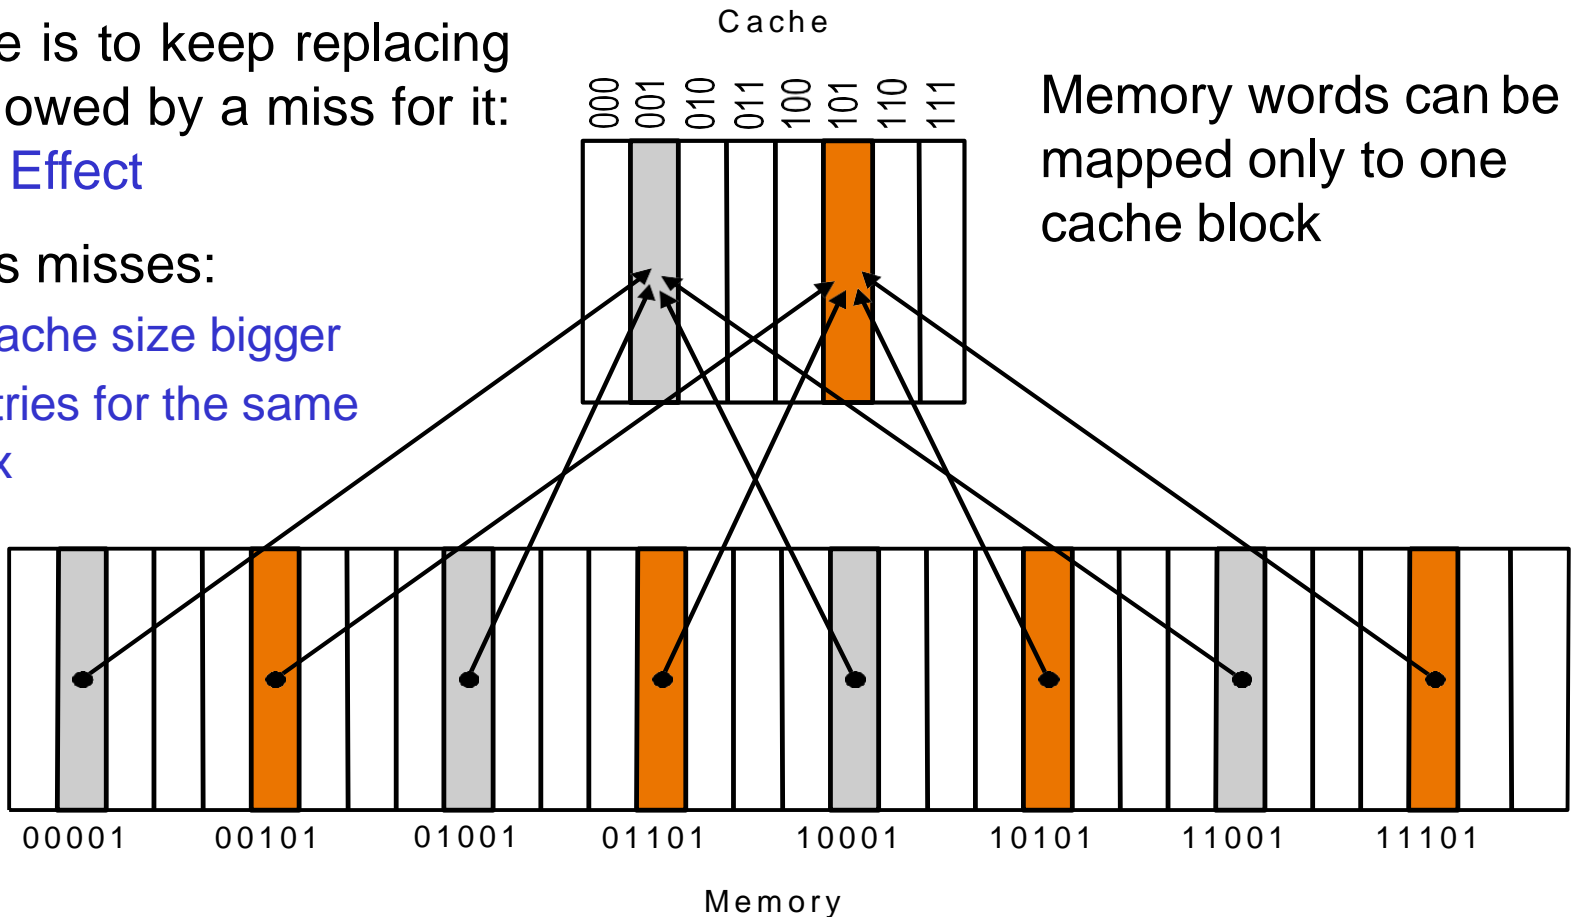 e is to keep replacing
owed by a miss for it:
Effect
s misses:
ache size bigger
tries for the same
x
Cache
000 001 010 011 100 101 110 111
Memory words can be
mapped only to one
cache block
00001 00101 01001 01101 10001 10101 11001 11101
Memory